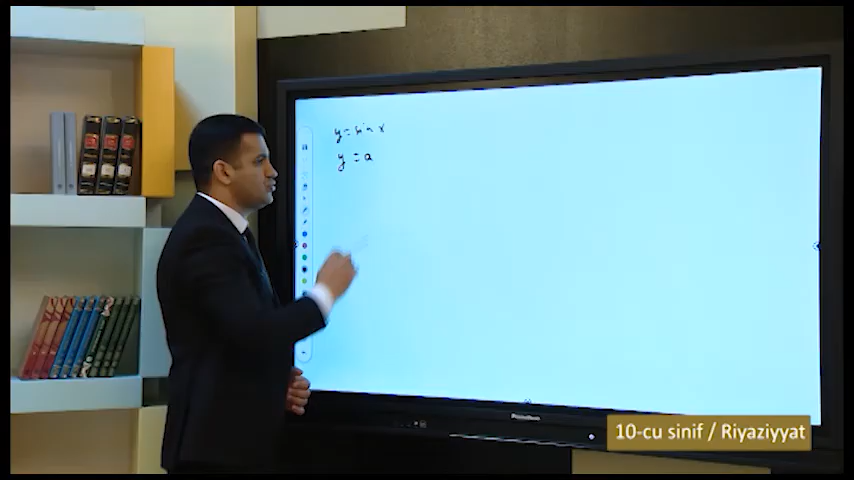 y = sin x
y = a
10-cu sinif / Riyaziyyat